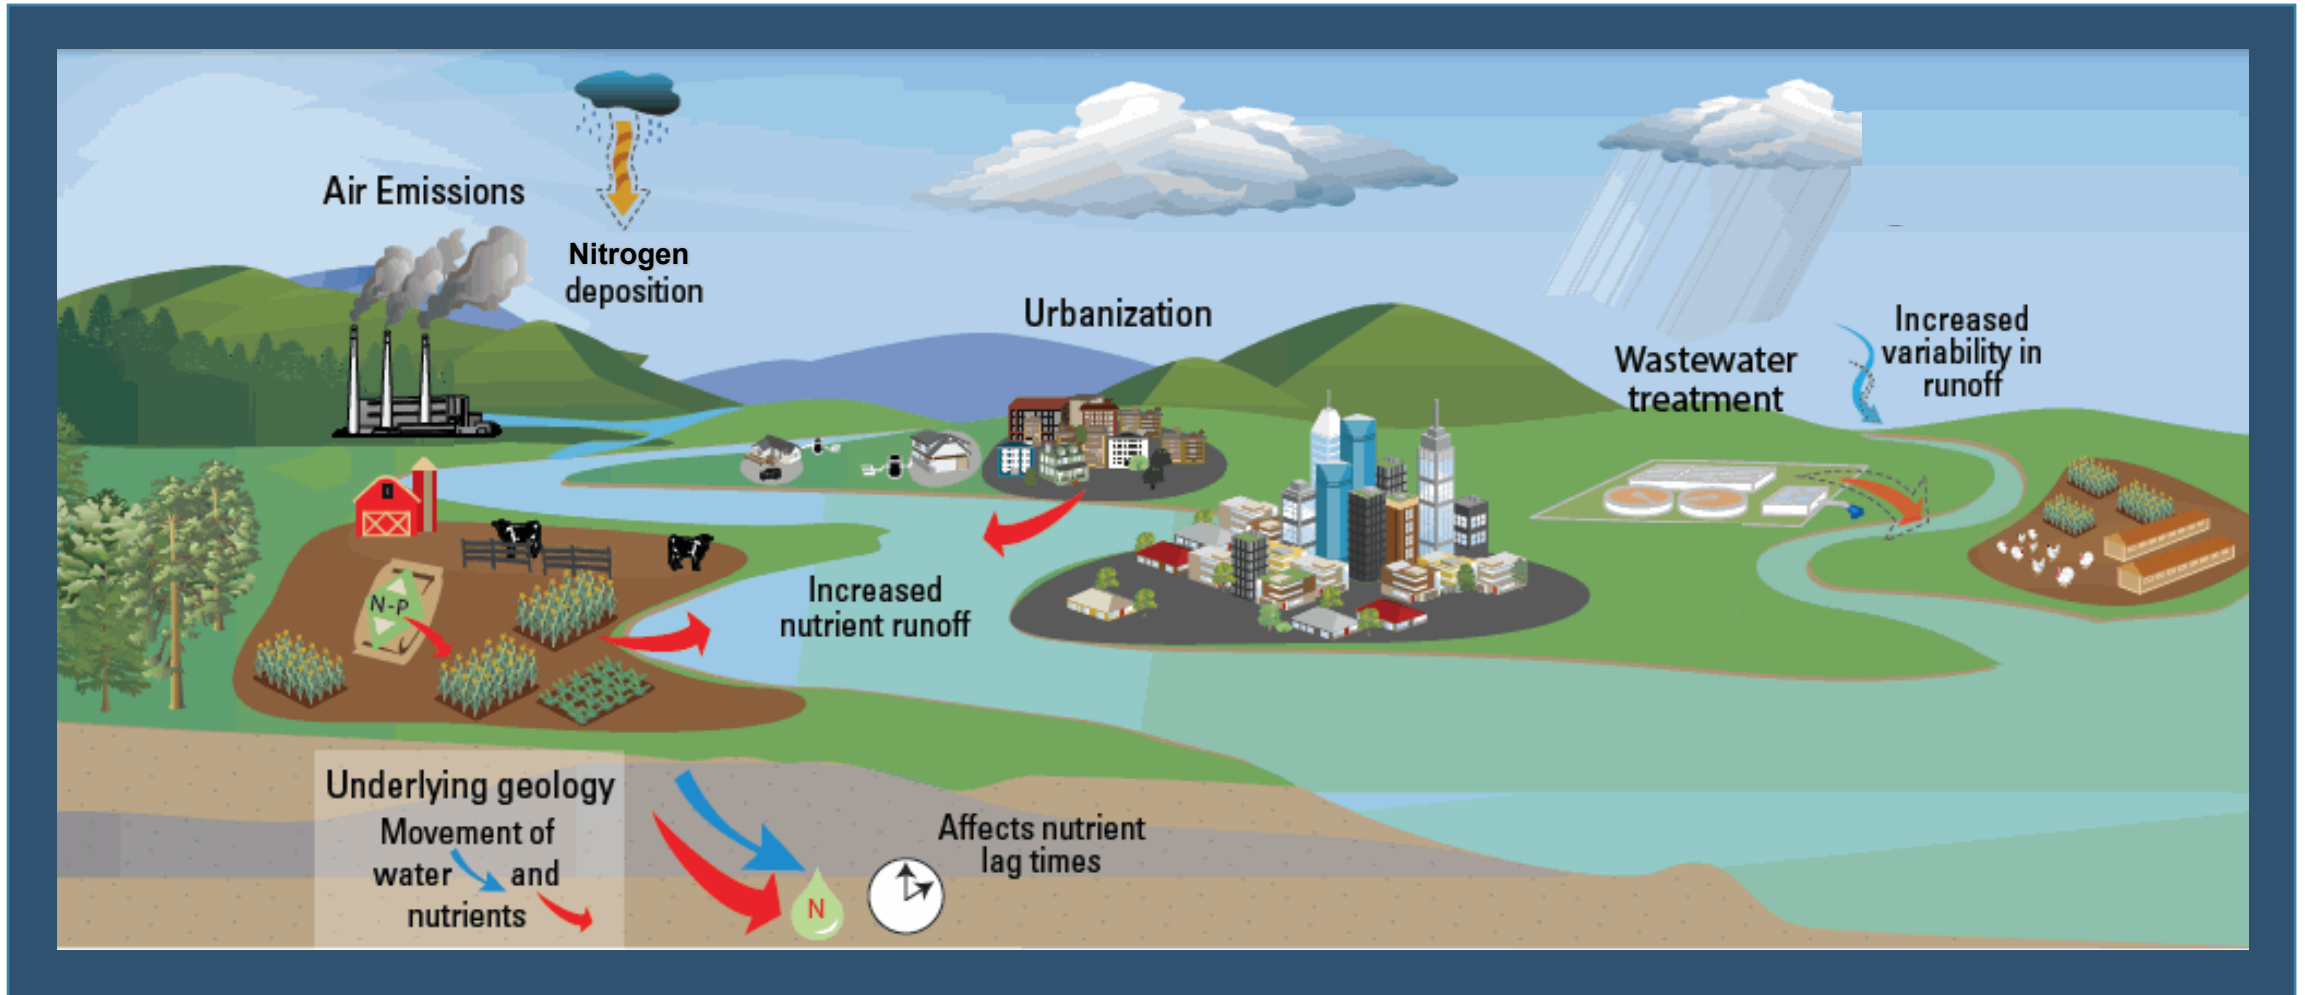 Air Emissions
Nitrogen
deposition
Urbanization
Wastewater
treatment
Increased
variability in
runoff
N-P
Increased
nutrient runoff
Underlying geology
Movement of
water and
nutrients
N
Affects nutrient
lag times